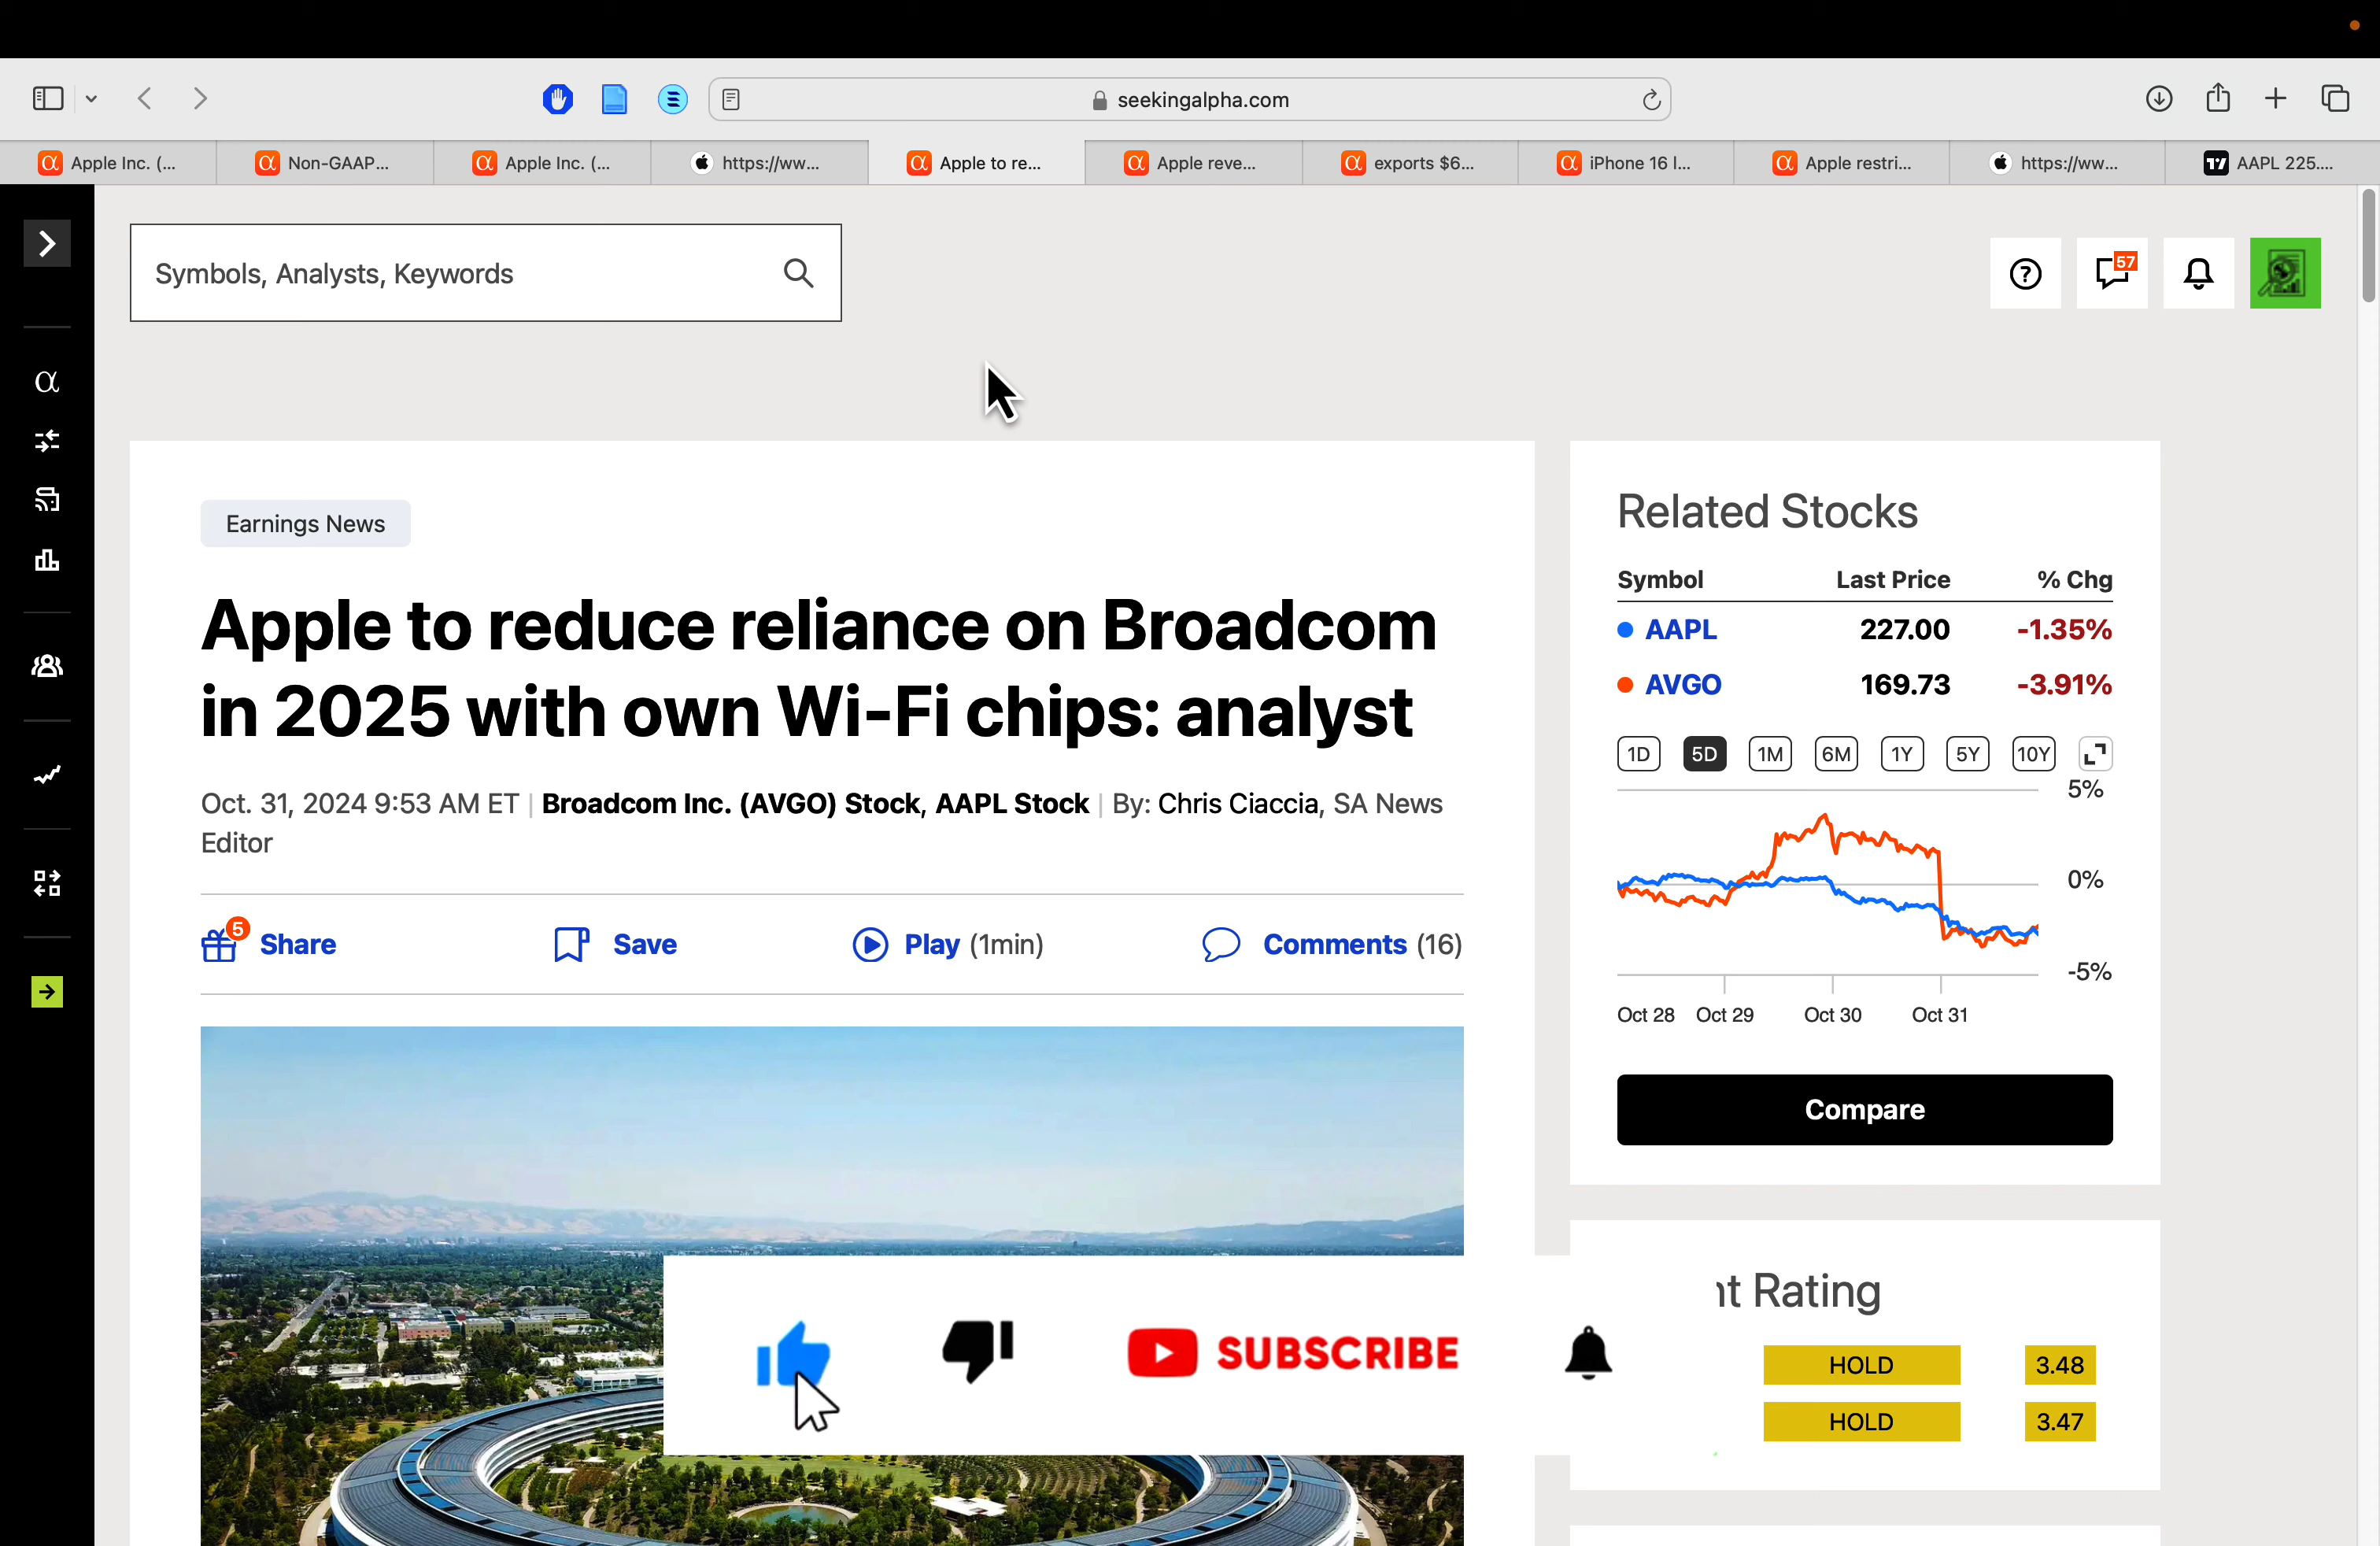 seekingalpha.com
Apple Inc. (...
Non-GAAP...
Apple Inc. (...
https://ww...
Apple to re...
Apple reve...
exports $6...
iPhone 16 l...
Apple restri...
https://ww...
AAPL 225....
Symbols, Analysts, Keywords
57
Earnings News
Apple to reduce reliance on Broadcom
in 2025 with own Wi-Fi chips: analyst
Oct. 31, 2024 9:53 AM ET | Broadcom Inc. (AVGO) Stock, AAPL Stock | By: Chris Ciaccia, SA News
Editor
5 Share
Save
Play (1min)
Comments (16)
Related Stocks
Symbol Last Price % Chg
AAPL 227.00 -1.35%
AVGO 169.73 -3.91%
1D 5D 1M 6M 1Y 5Y 10Y
5%
0%
-5%
Oct 28 Oct 29 Oct 30 Oct 31
Compare
Rating
HOLD 3.48
HOLD 3.47
SUBSCRIBE